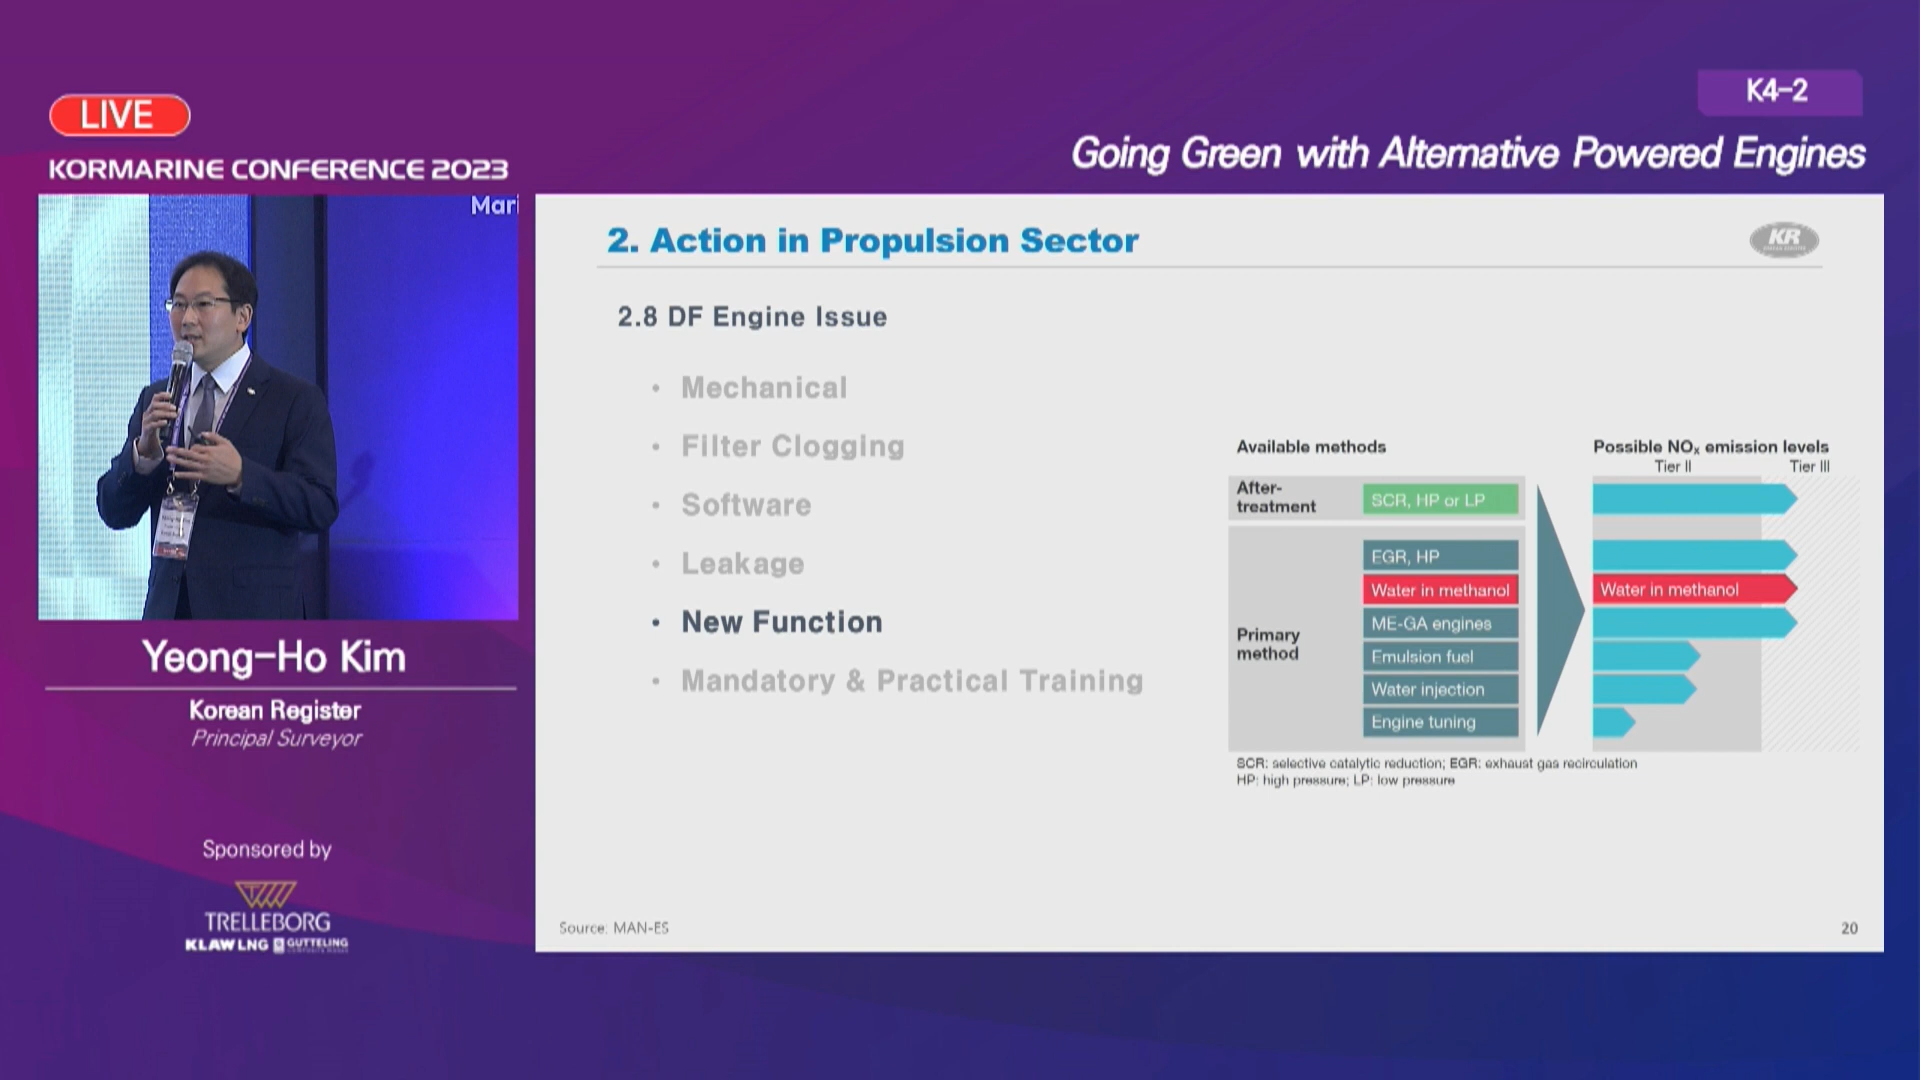 LIVE
KORMARINE CONFERENCE 2023
K4-2
Going Green with Alternative Powered Engines
Mari
Yeong-Ho Kim
Korean Register
Principal Surveyor
Sponsored by
TRELLEBORG
KLAW LNG GUTTELING
2. Action in Propulsion Sector
KR
2.8 DF Engine Issue
• Mechanical
• Filter Clogging
• Software
• Leakage
• New Function
• Mandatory & Practical Training
Available methods
Possible NOx emission levels
Tier II Tier III
After-
treatment
SCR, HP or LP
EGR, HP
Water in methanol
Water in methanol
ME-GA engines
Primary
method
Emulsion fuel
Water injection
Engine tuning
SCR: selective catalytic reduction; EGR: exhaust gas recirculation
HP: high pressure; LP: low pressure
Source: MAN-ES
20